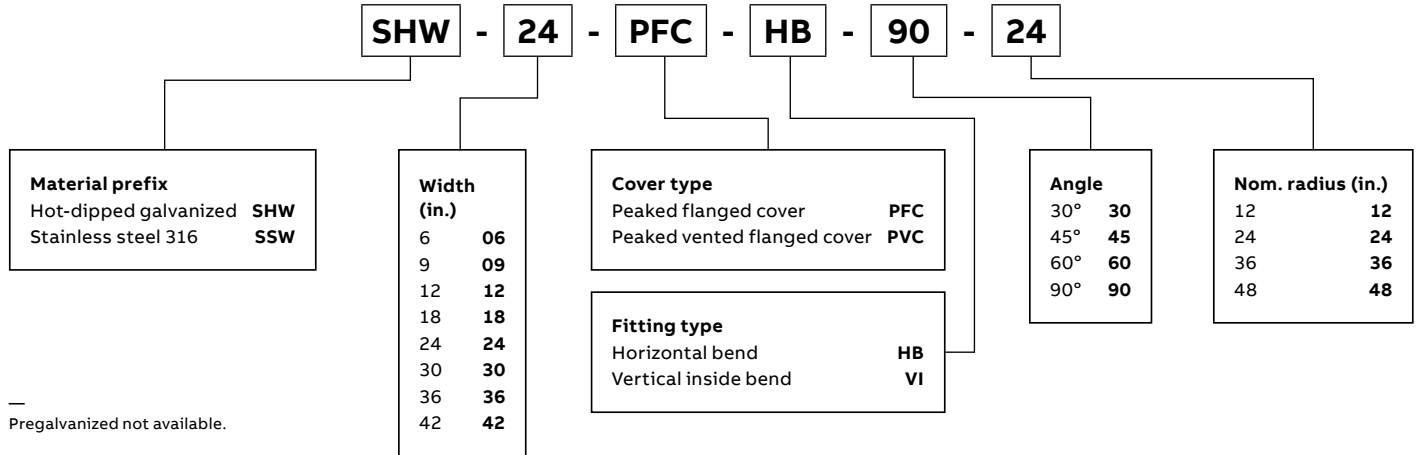 SHW - 24 - PFC - HB - 90 - 24
Material prefix
Hot-dipped galvanized SHW
Stainless steel 316 SSW
Width
(in.)
6 06
9 09
12 12
18 18
24 24
30 30
36 36
42 42
Cover type
Peaked flanged cover PFC
Peaked vented flanged cover PVC
Fitting type
Horizontal bend HB
Vertical inside bend VI
Angle
30° 30
45° 45
60° 60
90° 90
Nom. radius (in.)
12 12
24 24
36 36
48 48
—
Pregalvanized not available.